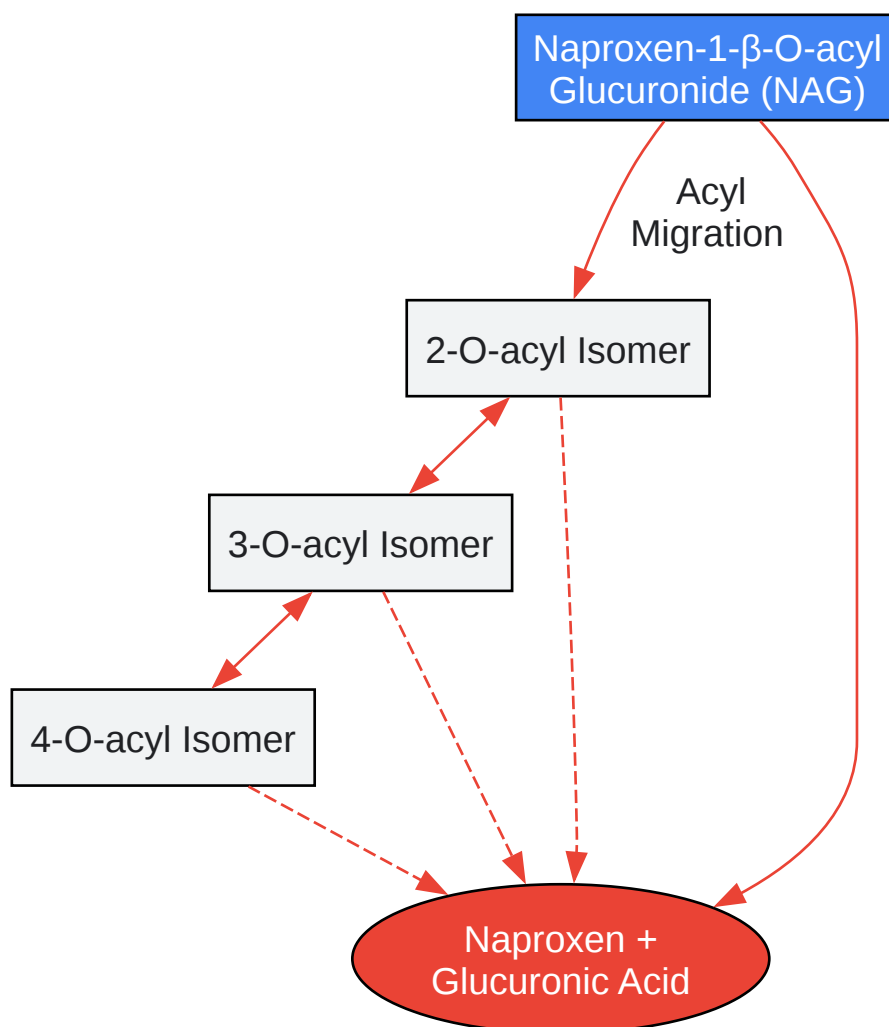 Naproxen-1-β-O-acyl
Glucuronide (NAG)
Acyl
Migration
2-O-acyl Isomer
3-O-acyl Isomer
4-O-acyl Isomer
Naproxen +
Glucuronic Acid